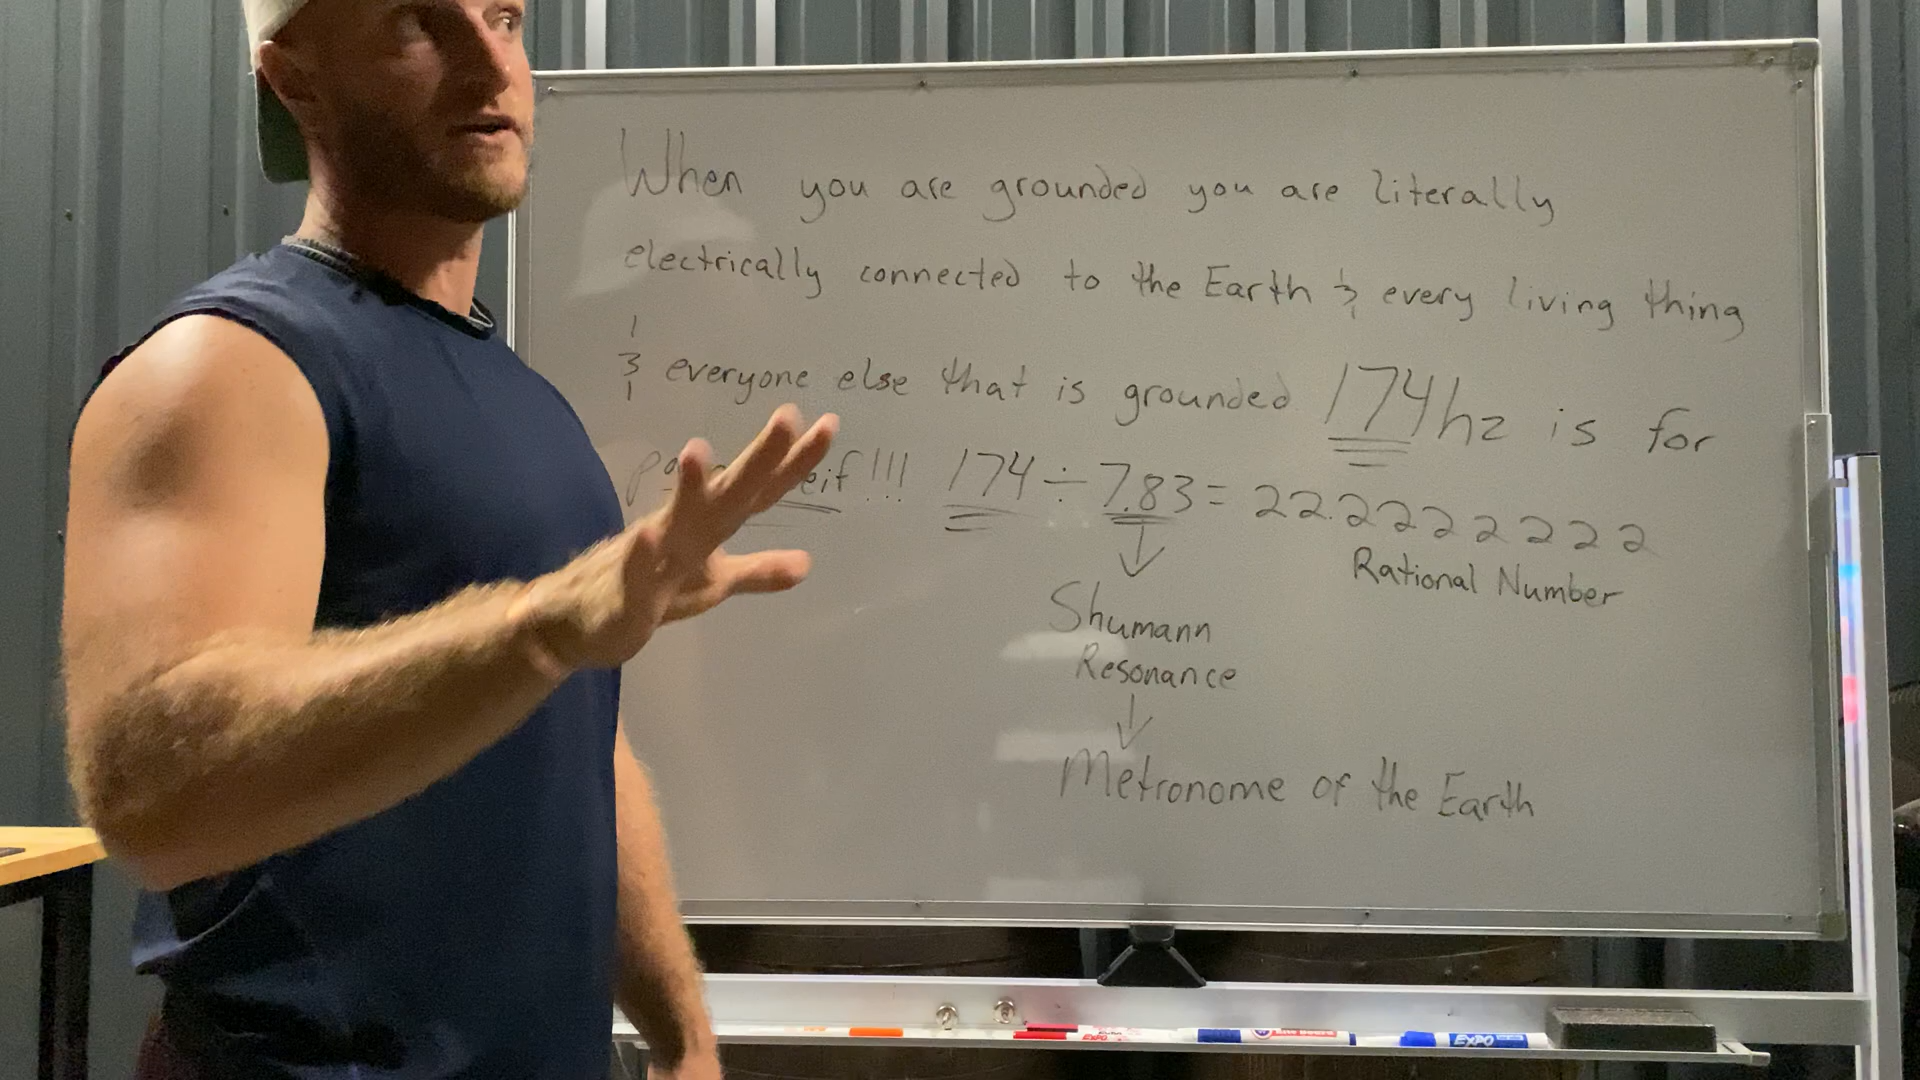 When you are grounded you are literally
electrically connected to the Earth & every living thing
& everyone else that is grounded 174hz is for
!!! 174 ÷ 7.83 = 22.2222222
Rational Number
Shumann
Resonance
Metronome of the Earth
EXPO
EXPO